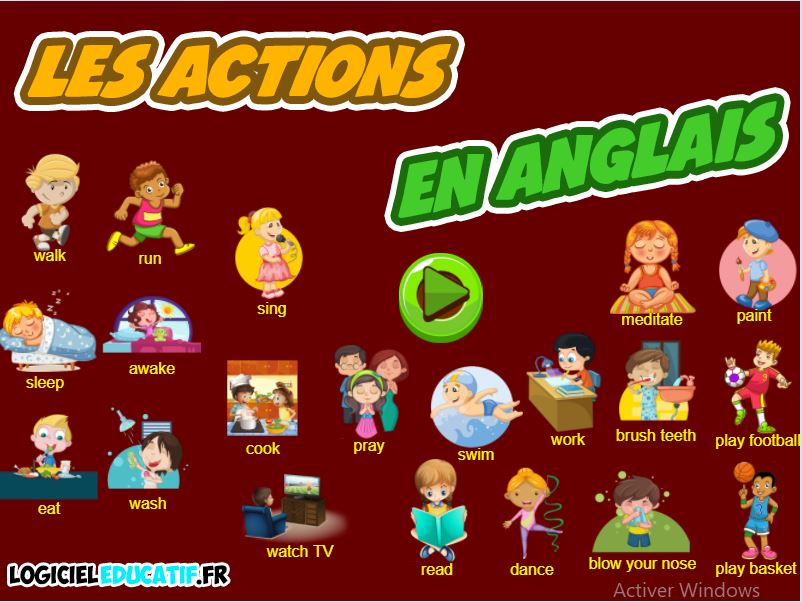 LES ACTIONS
EN ANGLAIS
walk
run
sing
meditate
paint
sleep
awake
cook
pray
swim
work
brush teeth
play football
eat
wash
watch TV
read
dance
blow your nose
play basket
LOGICIELEDUCATIF.FR
Activer Windows